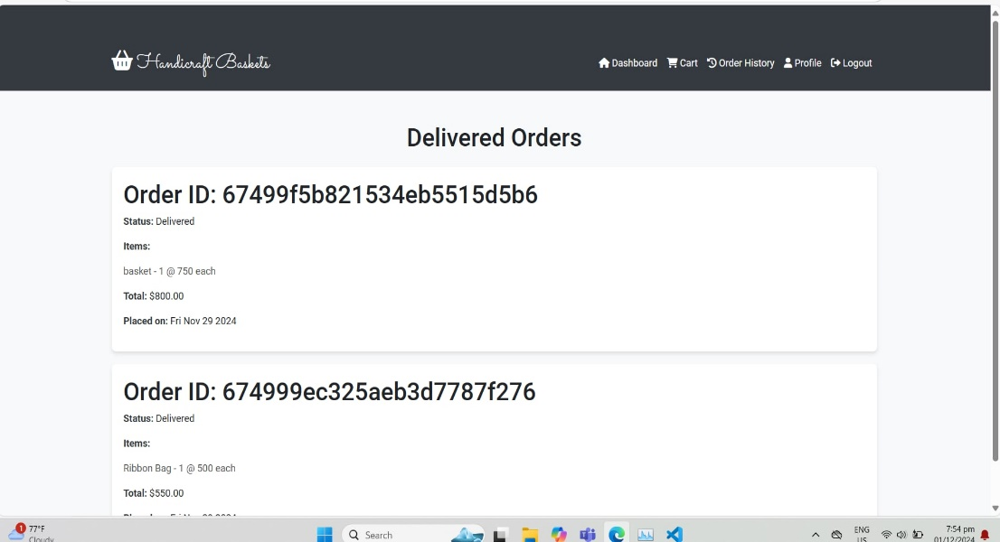 Handicraft Baskets
Dashboard Cart Order History Profile Logout
Delivered Orders
Order ID: 67499f5b821534eb5515d5b6
Status: Delivered
Items:
basket - 1 @ 750 each
Total: $800.00
Placed on: Fri Nov 29 2024
Order ID: 674999ec325aeb3d7787f276
Status: Delivered
Items:
Ribbon Bag - 1 @ 500 each
Total: $550.00
1
77°F
Cloudy
Search
ENG
US
7:54 pm
01/12/2024